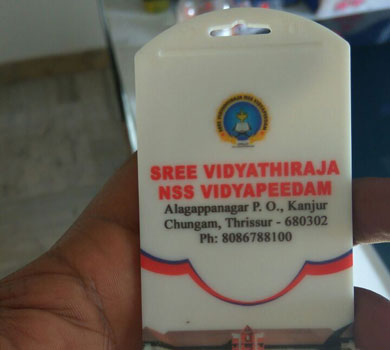 SREE VIDYATHIRAJA
NSS VIDYAPEEDAM
Alagappanagar P. O., Kanjur
Chungam, Thrissur - 680302
Ph: 8086788100